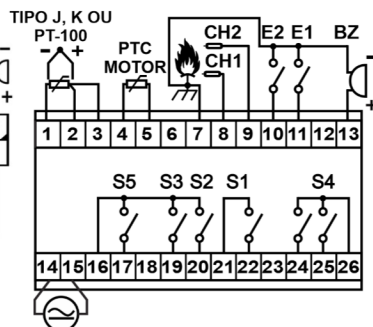 TIPO J, K OU
PT-100
- +
PTC
MOTOR
CH2
CH1
E2 E1 BZ
-
+
+
1 2 3 4 5 6 7 8 9 10 11 12 13
S5 S3 S2 S1 S4
14 15 16 17 18 19 20 21 22 23 24 25 26